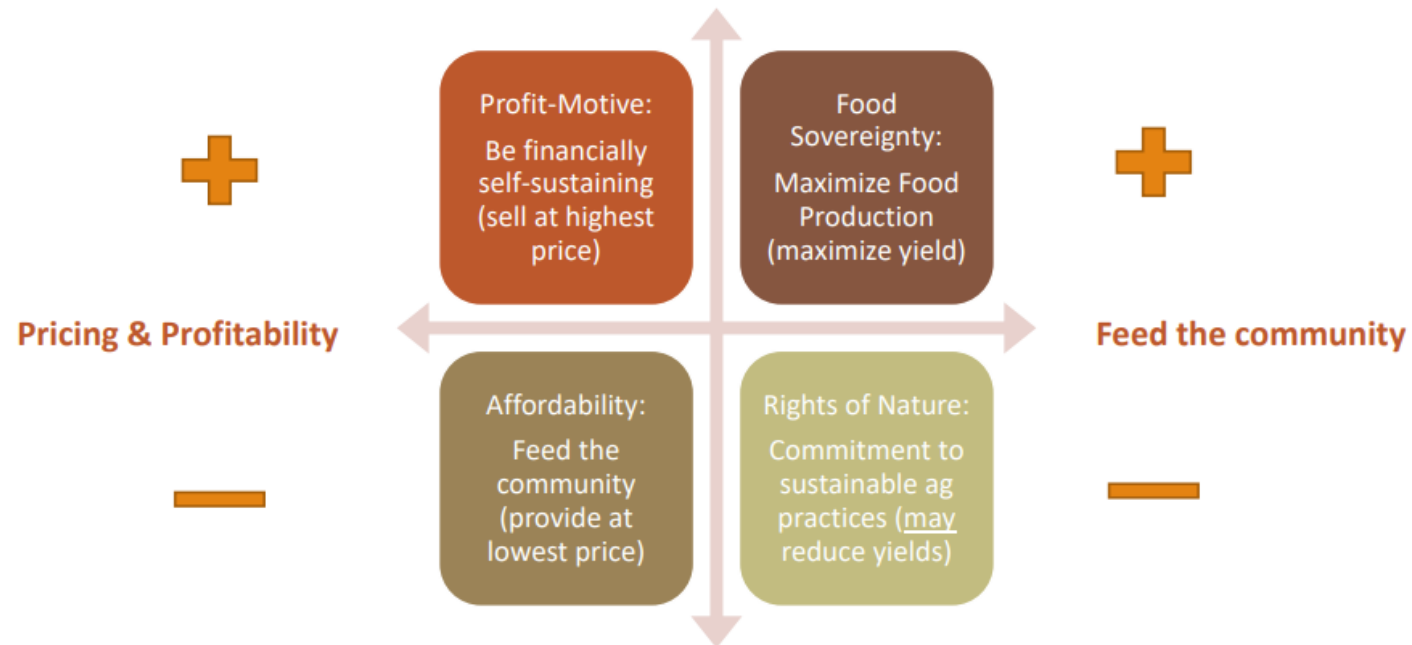 Profit-Motive:
Be financially
self-sustaining
(sell at highest
price)
Food
Sovereignty:
Maximize Food
Production
(maximize yield)
Pricing & Profitability
Feed the community
Affordability:
Feed the
community
(provide at
lowest price)
Rights of Nature:
Commitment to
sustainable ag
practices (may
reduce yields)